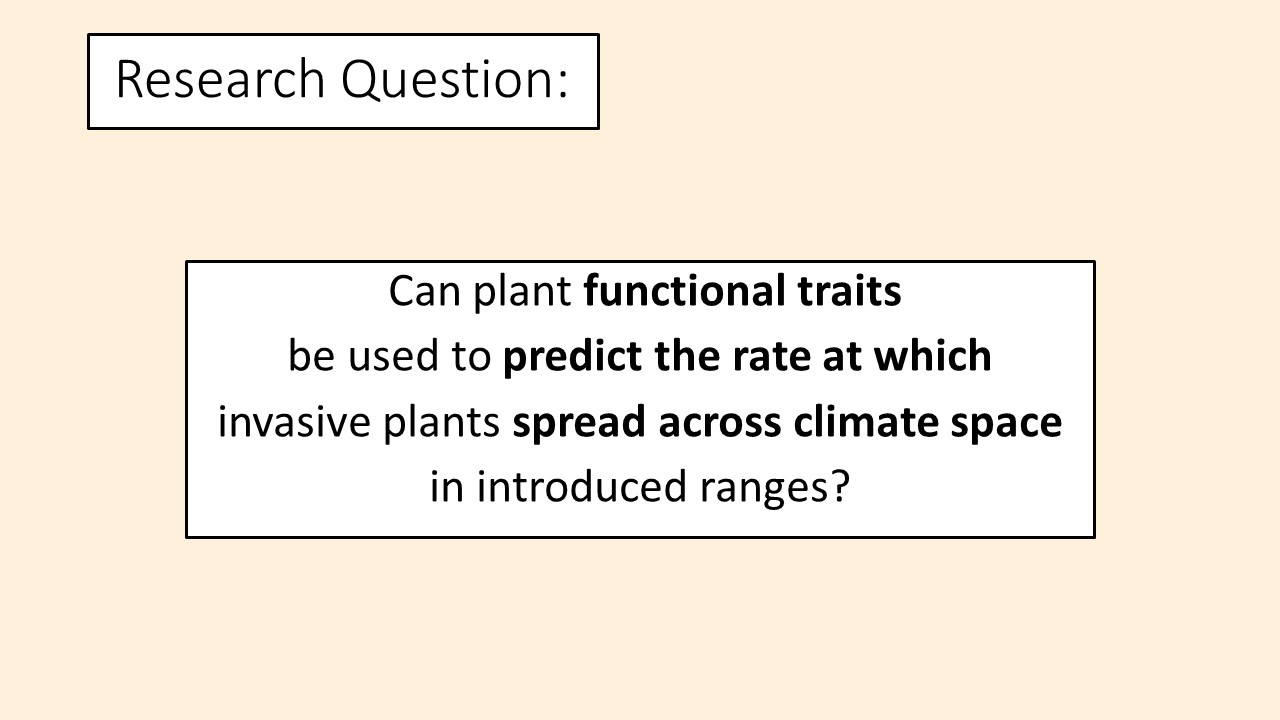 Research Question:
Can plant functional traits
be used to predict the rate at which
invasive plants spread across climate space
in introduced ranges?